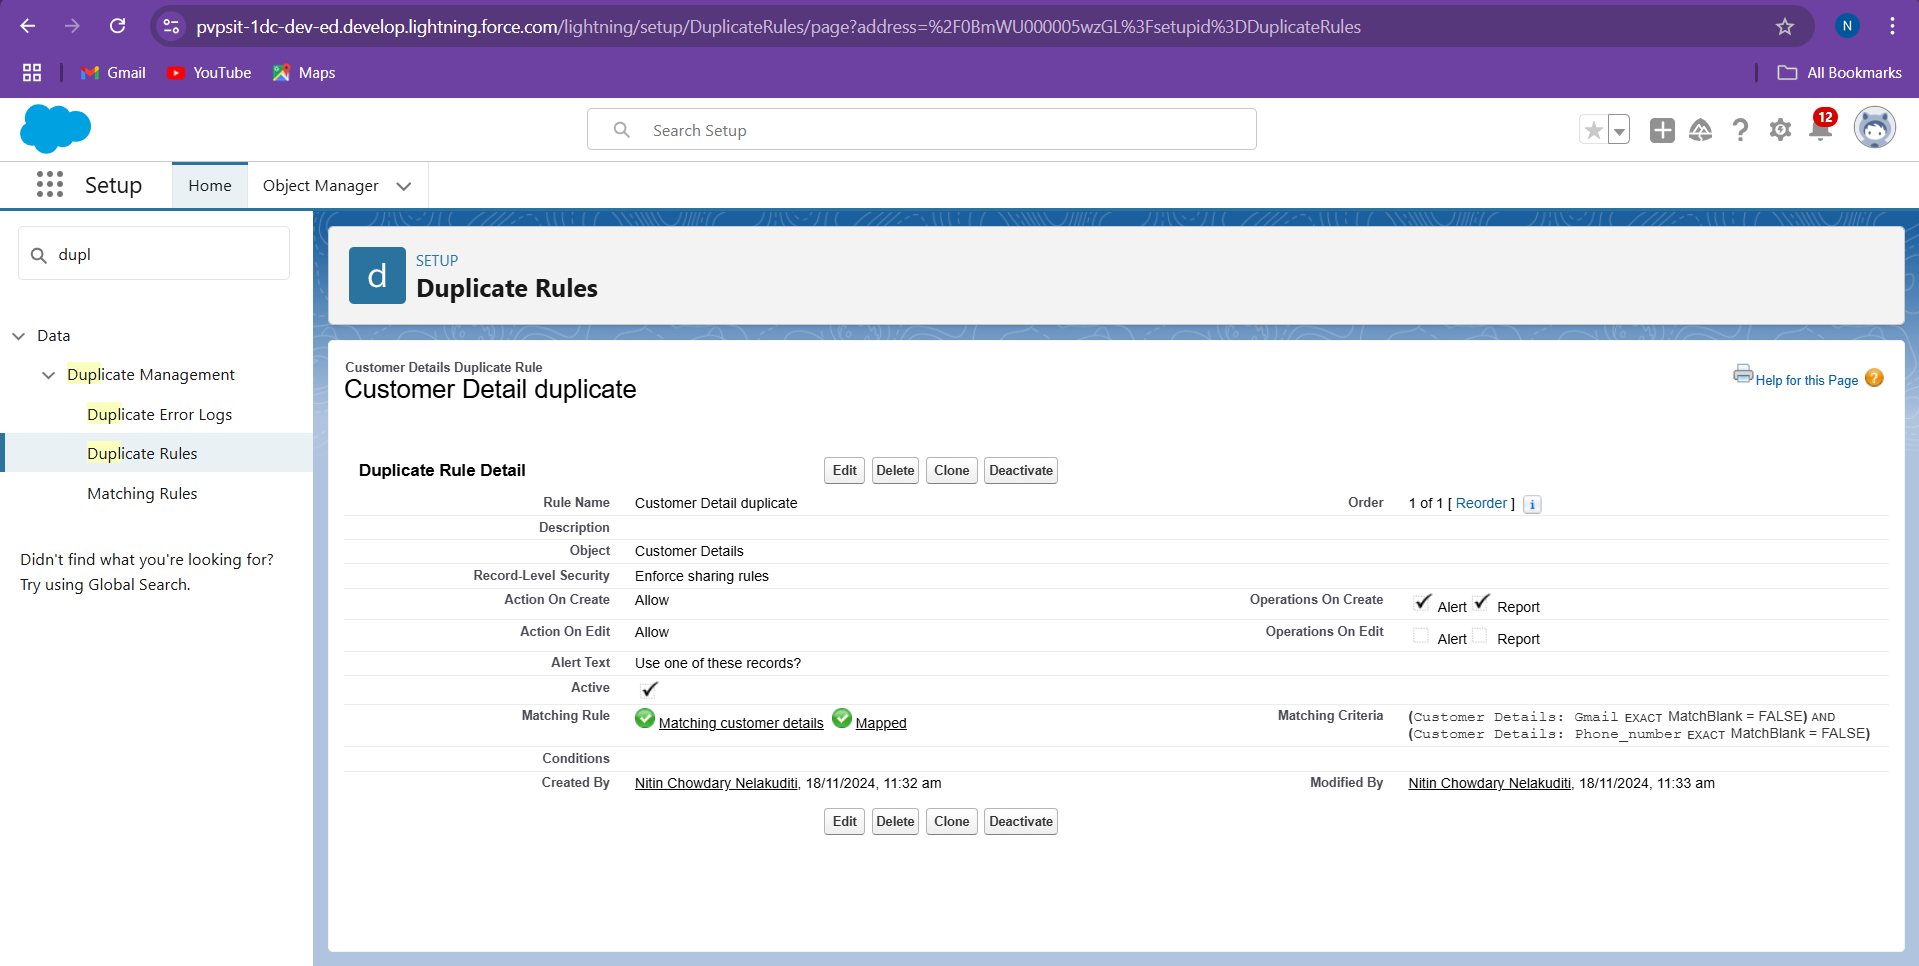 pvpsit-1dc-dev-ed.develop.lightning.force.com/lightning/setup/DuplicateRules/page?address=%2F0BmWU000005wzGL%3Fsetupid%3DDuplicateRules
N
Gmail YouTube Maps All Bookmarks
Search Setup
12
Setup Home Object Manager
dupl
Data
Duplicate Management
Duplicate Error Logs
Duplicate Rules
Matching Rules
Didn't find what you're looking for?
Try using Global Search.
d
SETUP
Duplicate Rules
Customer Details Duplicate Rule
Customer Detail duplicate
Help for this Page ?
Duplicate Rule Detail Edit Delete Clone Deactivate
Rule Name Customer Detail duplicate Order 1 of 1 [ Reorder ] i
Description
Object Customer Details
Record-Level Security Enforce sharing rules
Action On Create Allow Operations On Create Alert Report
Action On Edit Allow Operations On Edit Alert Report
Alert Text Use one of these records?
Active
Matching Rule Matching customer details Mapped Matching Criteria (Customer Details: Gmail EXACT MatchBlank = FALSE) AND
(Customer Details: Phone_number EXACT MatchBlank = FALSE)
Conditions
Created By Nitin Chowdary Nelakuditi, 18/11/2024, 11:32 am Modified By Nitin Chowdary Nelakuditi, 18/11/2024, 11:33 am
Edit Delete Clone Deactivate